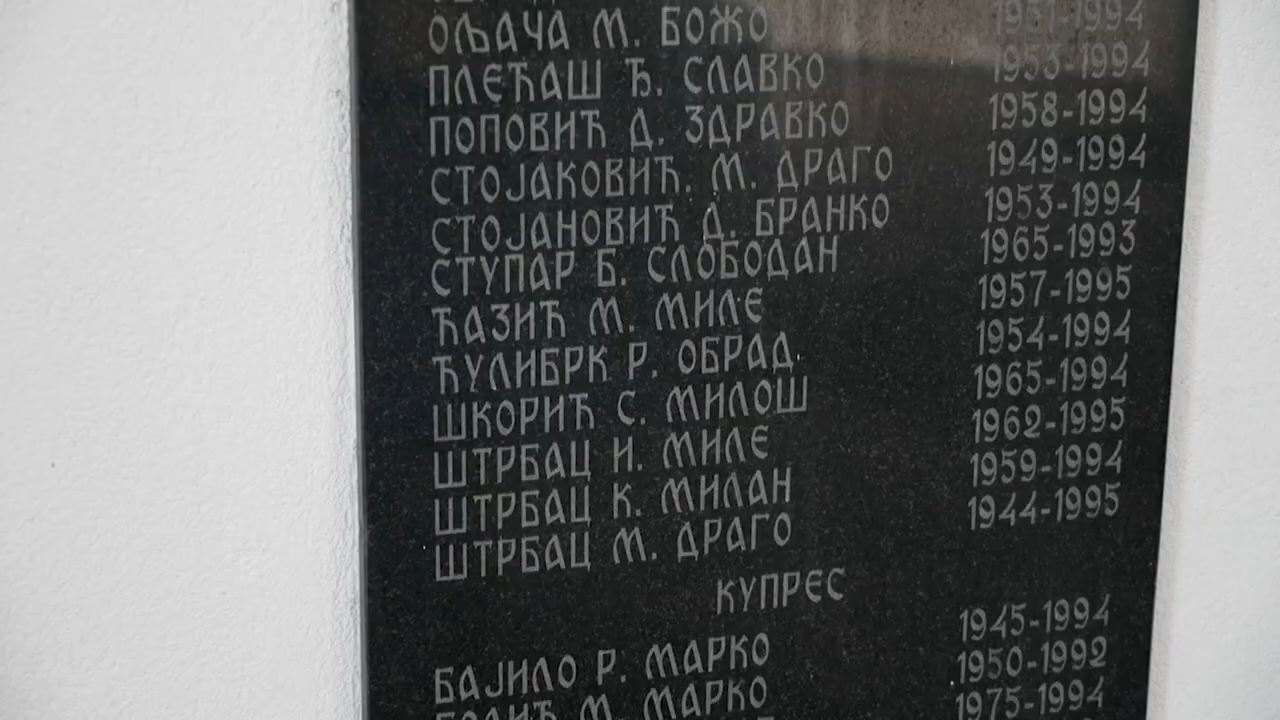 ОЉАЧА М. БОЖО 1951-1994
ПЛЕЋАШ Ђ. СЛАВКО 1953-1994
ПОПОВИЋ Д. ЗДРАВКО 1958-1994
СТОЈАКОВИЋ. М. ДРАГО 1949-1994
СТОЈАНОВИЋ Д. БРАНКО 1953-1994
СТУПАР Б. СЛОБОДАН 1965-1993
ЋАЗИЋ М. МИЛЕ 1957-1995
ЋУЛИБРК Р. ОБРАД. 1954-1994
ШКОРИЋ С. МИЛОШ 1965-1994
ШТРБАЦ И. МИЛЕ 1962-1995
ШТРБАЦ К. МИЛАН 1959-1994
ШТРБАЦ М. ДРАГО 1944-1995
КУПРЕС
БАЈИЛО Р. МАРКО 1945-1994
М. МАРКО 1950-1992
1975-1994